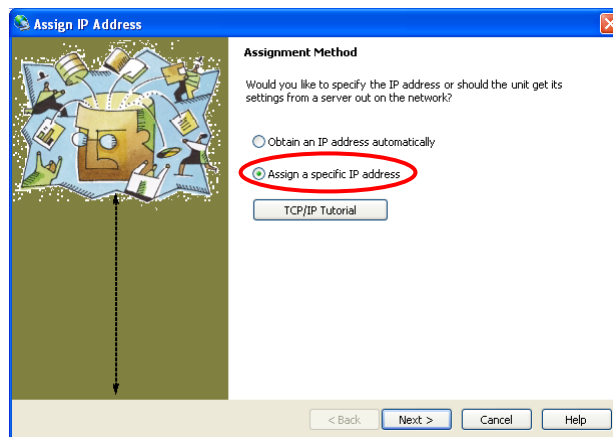 Assign IP Address
Assignment Method
Would you like to specify the IP address or should the unit get its
settings from a server out on the network?
Obtain an IP address automatically
Assign a specific IP address
TCP/IP Tutorial
< Back
Next >
Cancel
Help